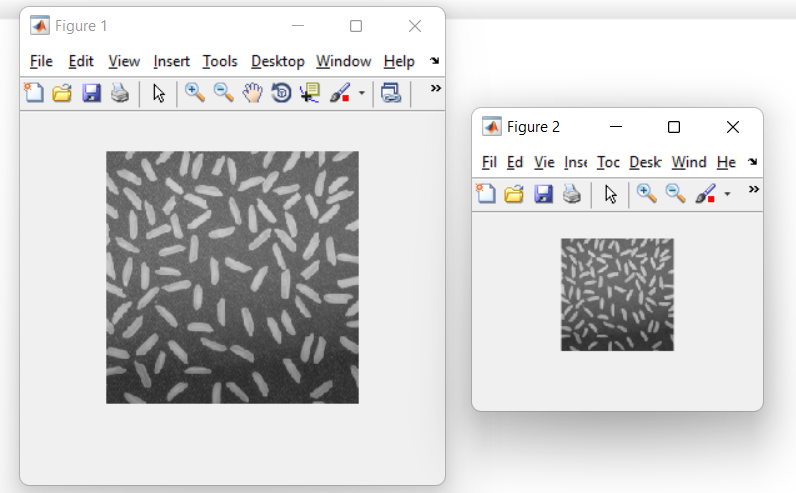 Figure 1
File Edit View Insert Tools Desktop Window Help
Figure 2
Fil Ed Vie Inse Toc Desk Wind He